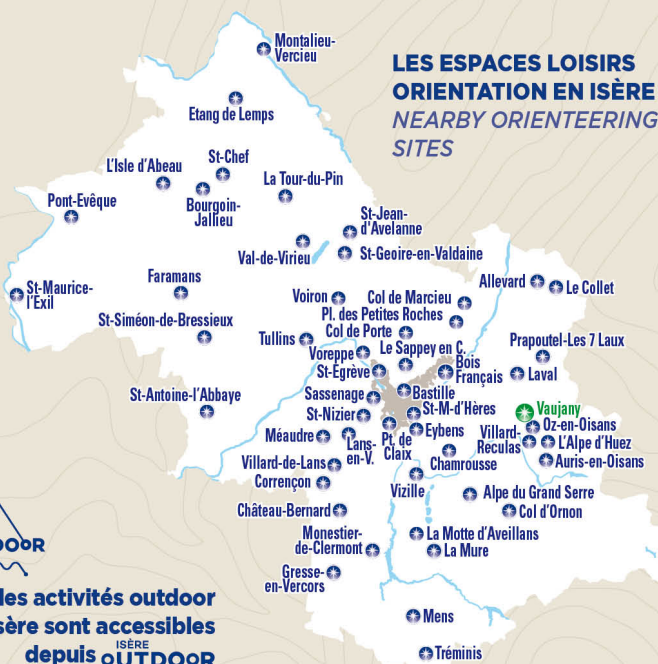 LES ESPACES LOISIRS
ORIENTATION EN ISÈRE
NEARBY ORIENTEERING
SITES
Montalieu-
Vercieu
Etang de Lemps
L'Isle d'Abeau
St-Chef
Bourgoin-
Jallieu
La Tour-du-Pin
Pont-Evêque
St-Jean-
d'Avelanne
Val-de-Virieu
St-Geoire-en-Valdaine
St-Maurice-
l'Exil
Faramans
Voiron
Col de Marcieu
Allevard
Le Collet
St-Siméon-de-Bressieux
Pl. des Petites Roches
Col de Porte
Tullins
Prapoutel-Les 7 Laux
Voreppe
Le Sappey en C.
St-Egrève
Bois
Français
Laval
St-Antoine-l'Abbaye
Sassenage
Bastille
St-Nizier
St-M-d'Hères
Vaujany
Oz-en-Oisans
Méaudre
Lans-
en-V.
Pt. de
Claix
Eybens
Villard-
Reculas
L'Alpe d'Huez
Auris-en-Oisans
Villard-de-Lans
Chamrousse
Corrençon
Vizille
Alpe du Grand Serre
Château-Bernard
Col d'Ornon
Monestier-
de-Clermont
La Motte d'Aveillans
La Mure
Gresse-
en-Vercors
Mens
Tréminis
DOOR
les activités outdoor
sère sont accessibles
depuis ISÈRE OUTDOOR